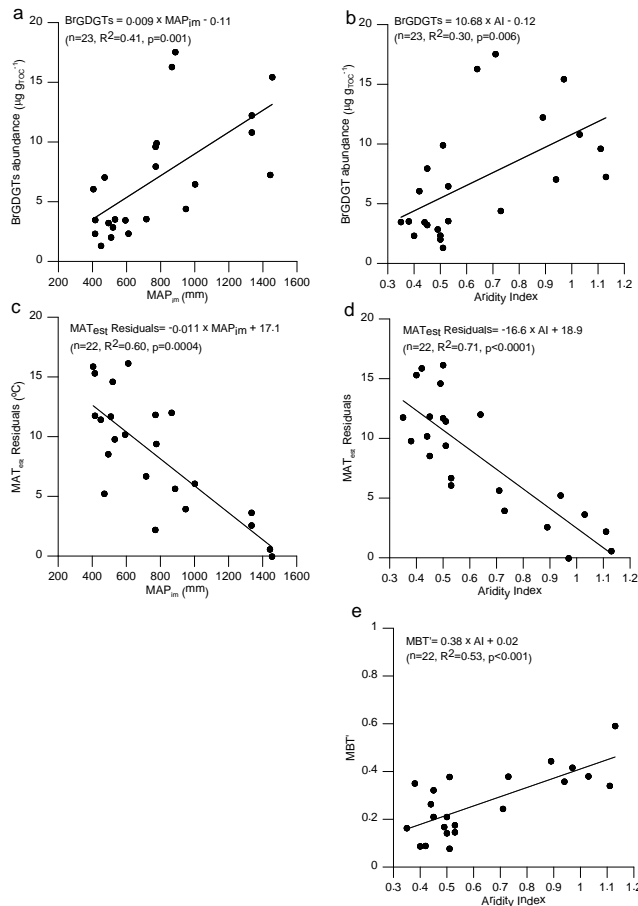 a
BrGDGTs = 0.009 x MAPim - 0.11
(n=23, R2=0.41, p=0.001)
20
15
10
5
0
BrGDGTs abundance (µg gTOC-1)
200 400 600 800 1000 1200 1400 1600
MAPim (mm)
b
BrGDGTs = 10.68 x AI - 0.12
(n=23, R2=0.30, p=0.006)
20
15
10
5
0
BrGDGT abundance (µg gTOC-1)
0.3 0.4 0.5 0.6 0.7 0.8 0.9 1 1.1 1.2
Aridity Index
c
MATest Residuals= -0.011 x MAPim + 17.1
(n=22, R2=0.60, p=0.0004)
20
15
10
5
0
MATest Residuals (ºC)
200 400 600 800 1000 1200 1400 1600
MAPim (mm)
d
MATest Residuals= -16.6 x AI + 18.9
(n=22, R2=0.71, p<0.0001)
20
15
10
5
0
MATest Residuals
0.3 0.4 0.5 0.6 0.7 0.8 0.9 1 1.1 1.2
Aridity Index
e
MBT'= 0.38 x AI + 0.02
(n=22, R2=0.53, p<0.001)
1
0.8
0.6
0.4
0.2
0
MBT'
0.3 0.4 0.5 0.6 0.7 0.8 0.9 1 1.1 1.2
Aridity Index